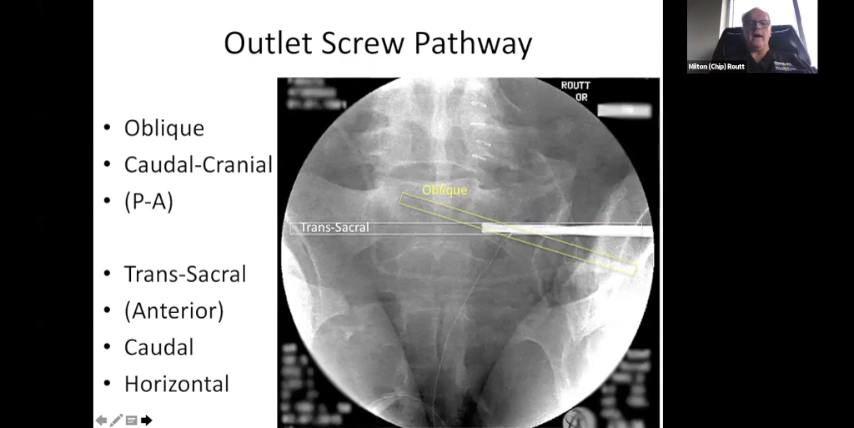 Outlet Screw Pathway
• Oblique
• Caudal-Cranial
• (P-A)
• Trans-Sacral
• (Anterior)
• Caudal
• Horizontal
ROUTT
OR
Oblique
Trans-Sacral
Milton (Chip) Routt